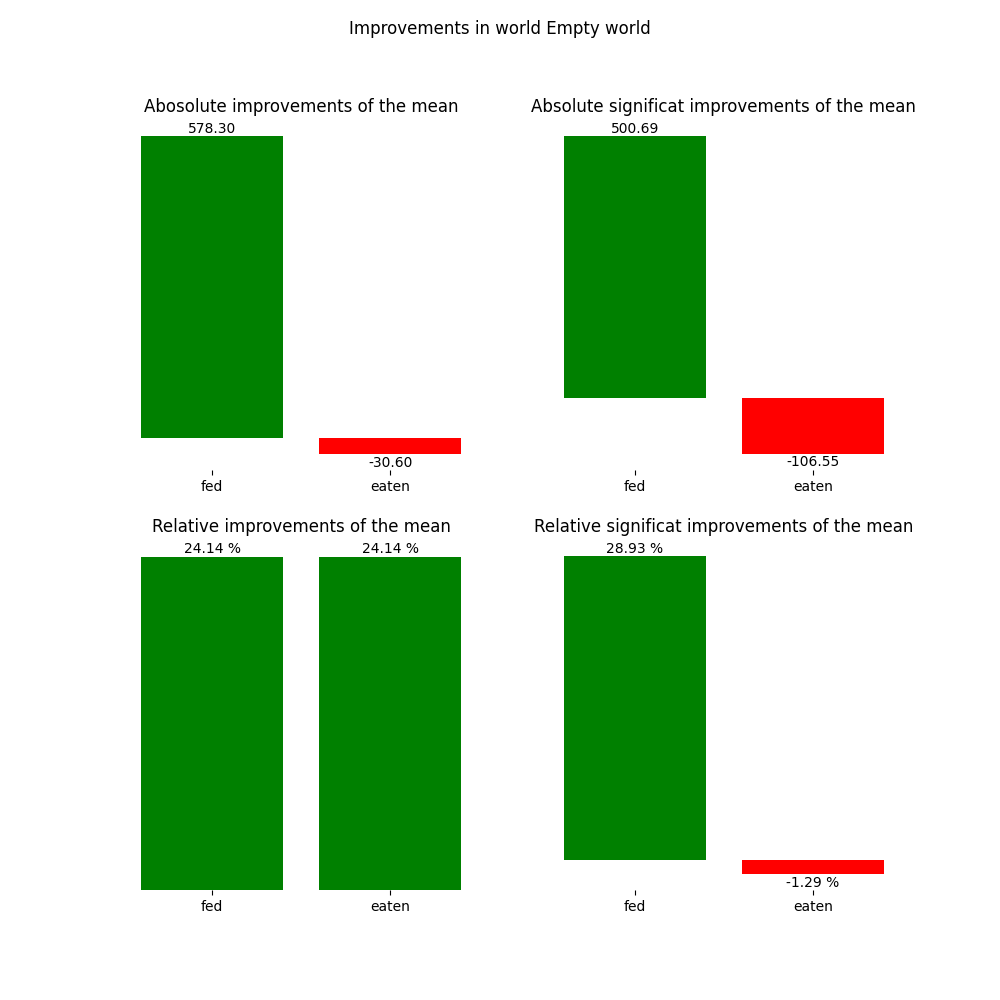 Improvements in world Empty world
Abosolute improvements of the mean
578.30
-30.60
fed
eaten
Absolute significat improvements of the mean
500.69
-106.55
fed
eaten
Relative improvements of the mean
24.14 %
24.14 %
fed
eaten
Relative significat improvements of the mean
28.93 %
-1.29 %
fed
eaten